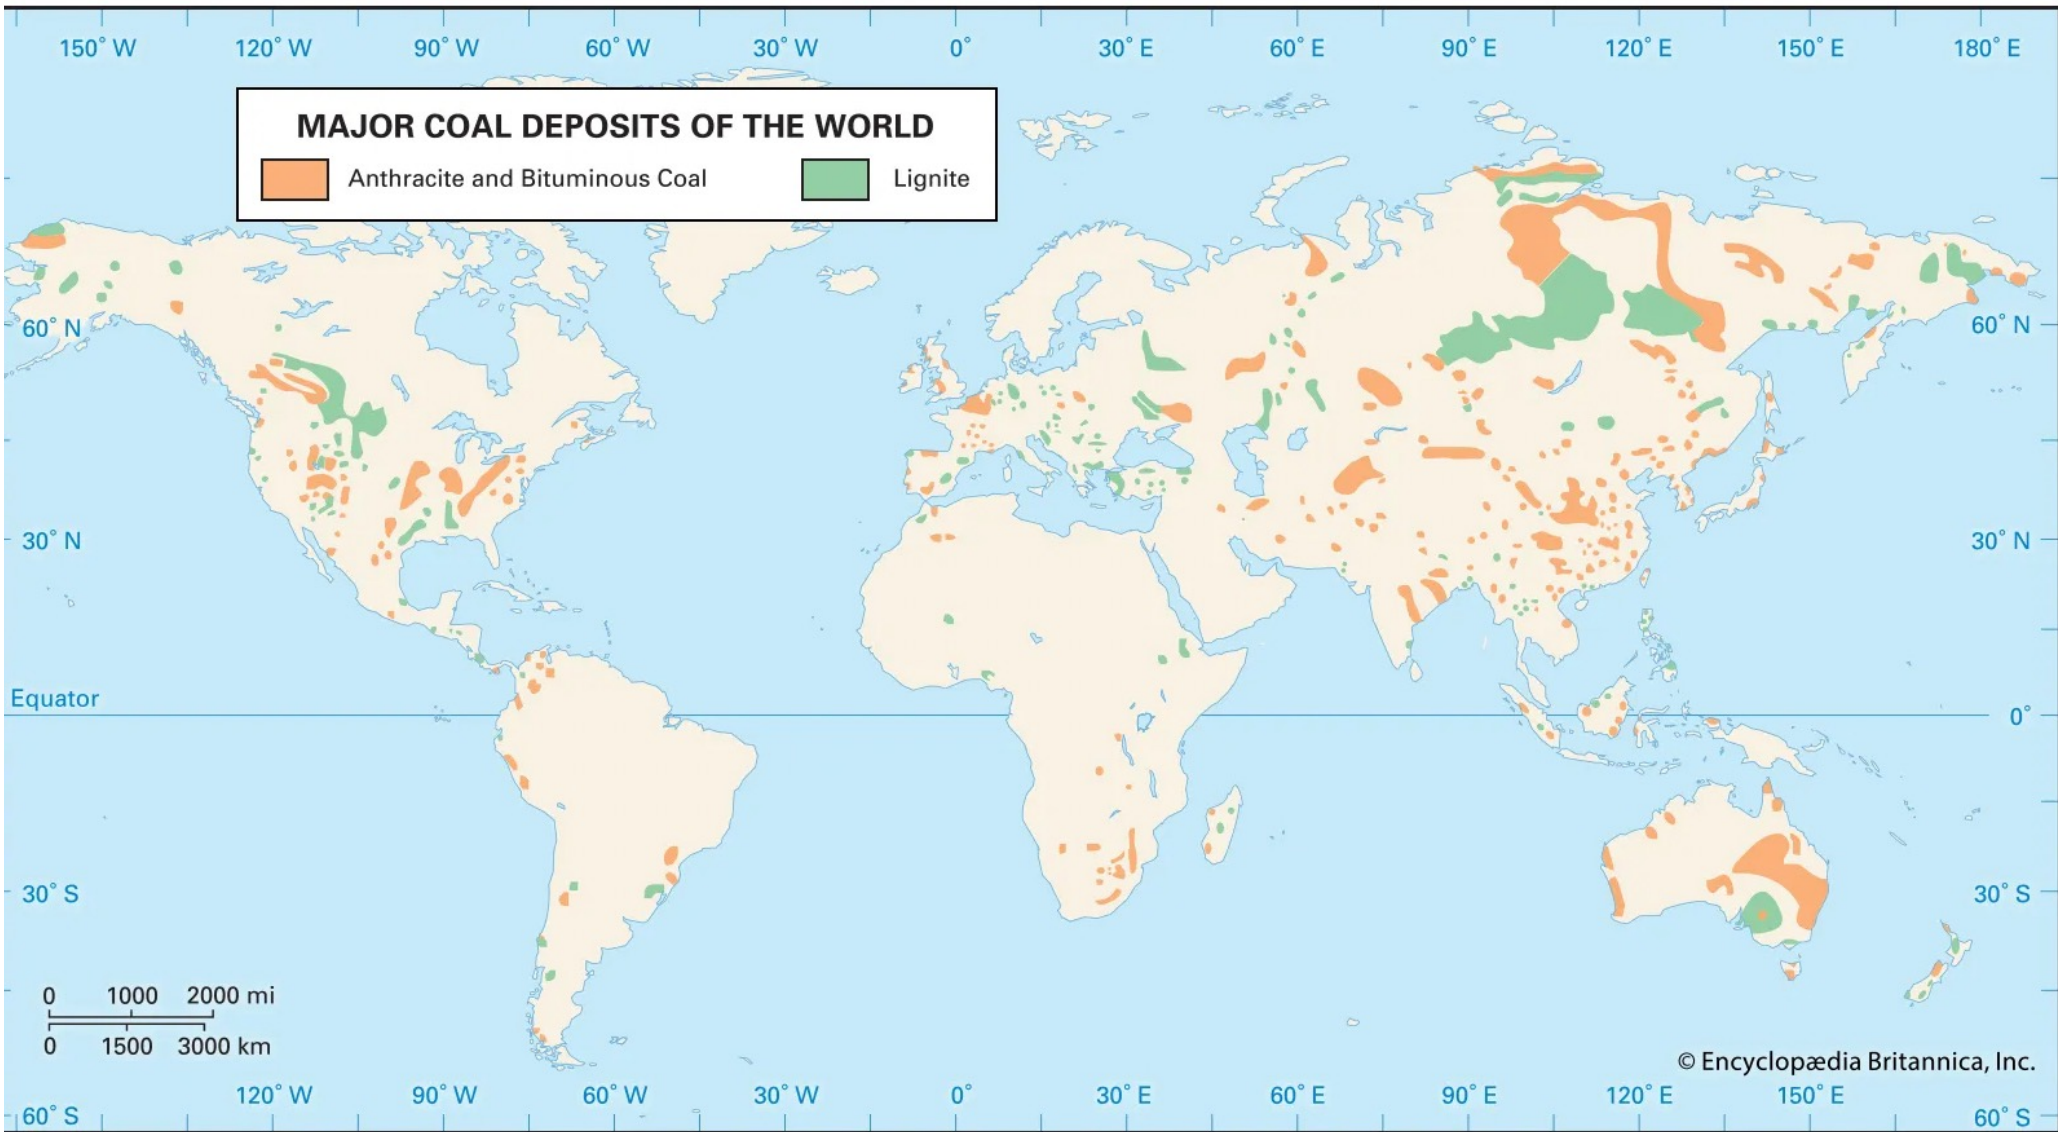 150° W 120° W 90° W 60° W 30° W 0° 30° E 60° E 90° E 120° E 150° E 180° E
MAJOR COAL DEPOSITS OF THE WORLD
Anthracite and Bituminous Coal Lignite
60° N 60° N
30° N 30° N
Equator 0°
30° S 30° S
0 1000 2000 mi
0 1500 3000 km
© Encyclopædia Britannica, Inc.
120° W 90° W 60° W 30° W 0° 30° E 60° E 90° E 120° E 150° E
60° S 60° S